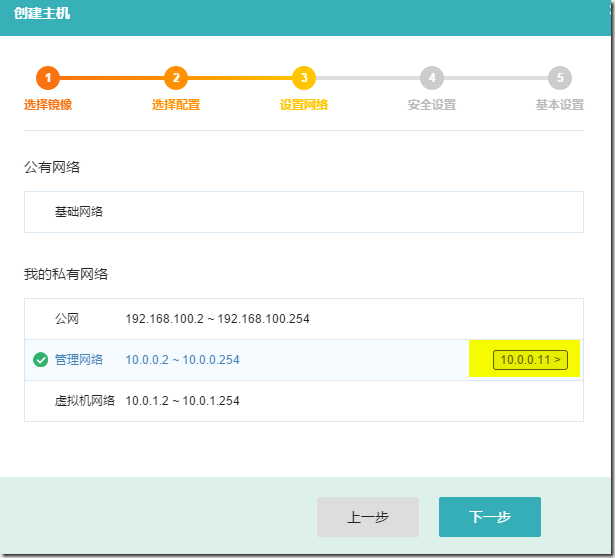 创建主机
1 2 3 4 5
选择镜像 选择配置 设置网络 安全设置 基本设置
公有网络
基础网络
我的私有网络
公网 192.168.100.2 ~ 192.168.100.254
管理网络 10.0.0.2 ~ 10.0.0.254 10.0.0.11 >
虚拟机网络 10.0.1.2 ~ 10.0.1.254
上一步 下一步